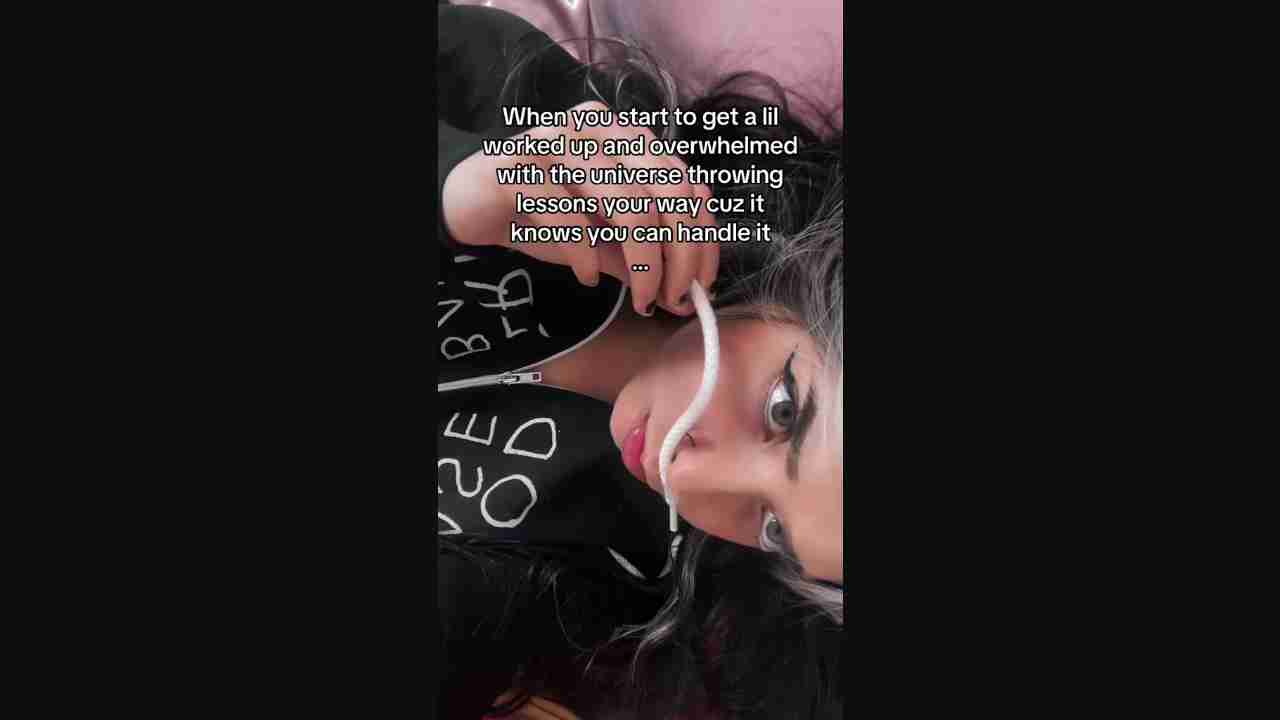 When you start to get a lil
worked up and overwhelmed
with the universe throwing
lessons your way cuz it
knows you can handle it
...